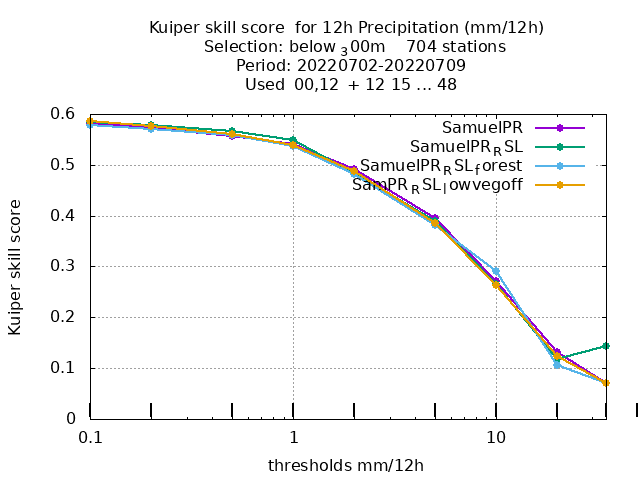 Kuiper skill score for 12h Precipitation (mm/12h)
Selection: below ₃00m 704 stations
Period: 20220702-20220709
Used 00,12 + 12 15 ... 48
0.6
0.5
0.4
0.3
0.2
0.1
0
Kuiper skill score
SamuelPR
SamuelPR_RSL
SamuelPR_RSL_forest
SamPR_RSL_lowvegoff
0.1 1 10
thresholds mm/12h